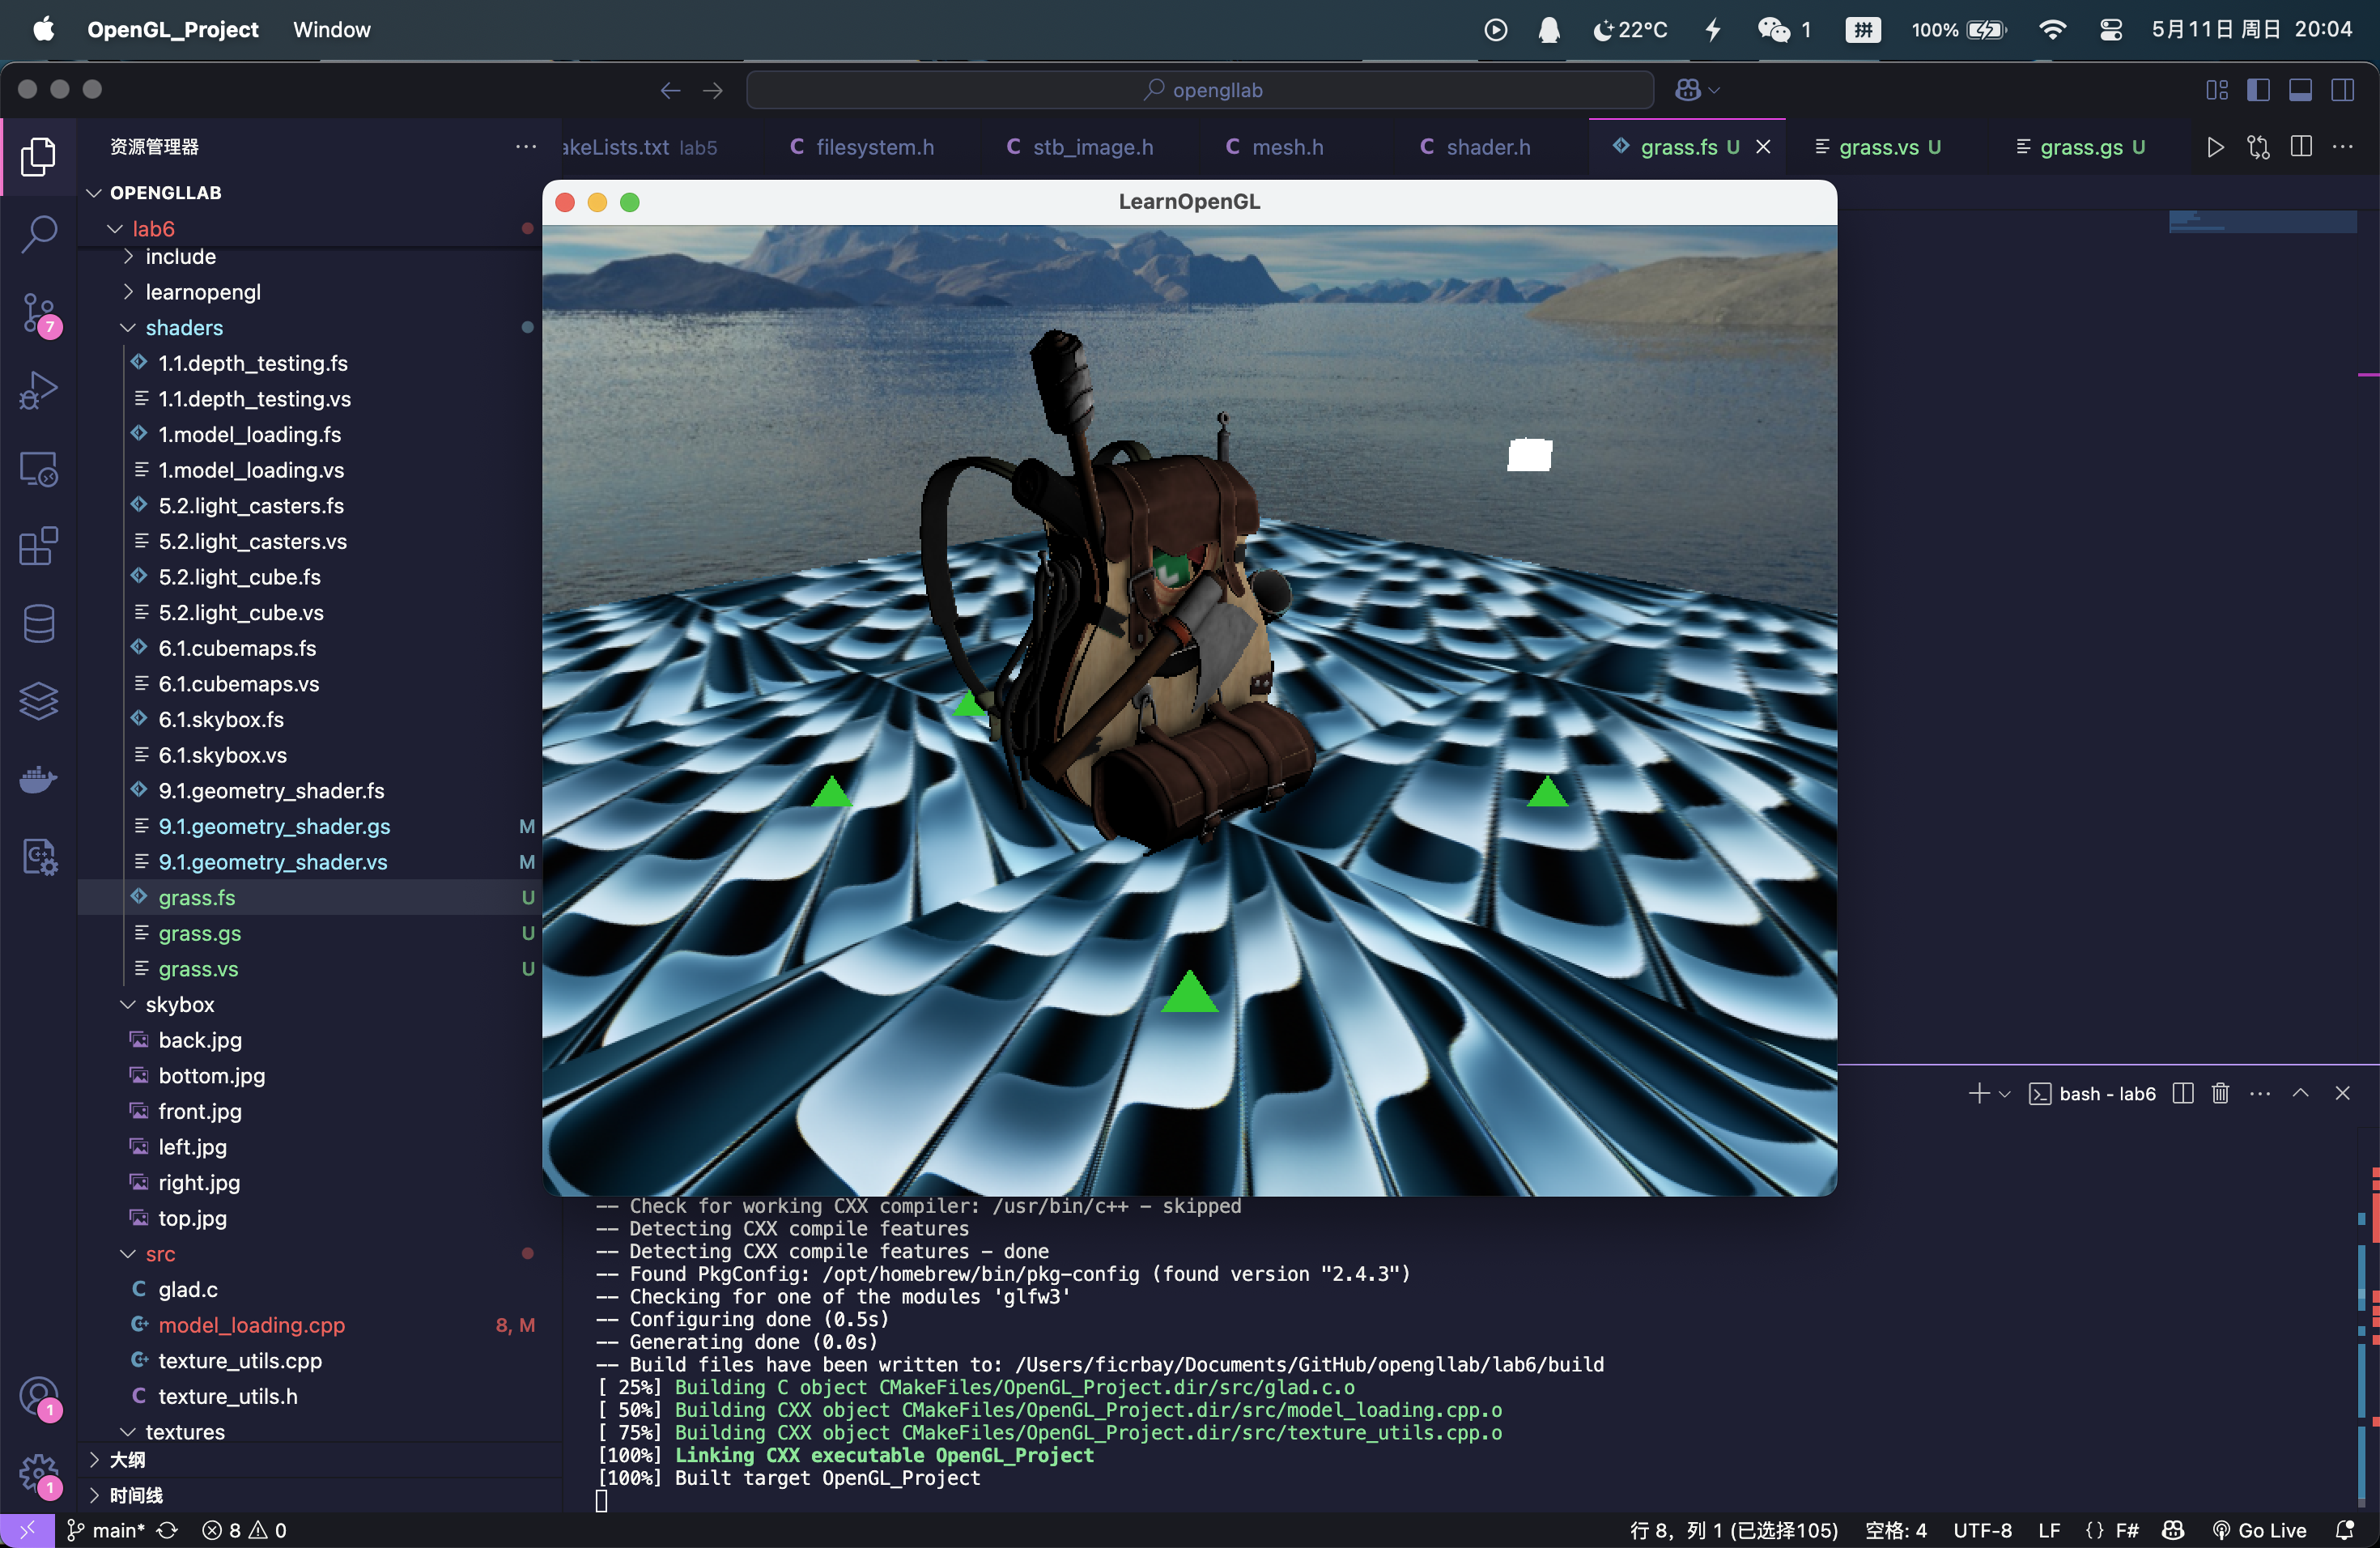 OpenGL_Project Window 22°C 1 拼 100% 5月11日 周日 20:04
opengllab
资源管理器
akeLists.txt lab5 C filesystem.h C stb_image.h C mesh.h C shader.h grass.fs U grass.vs U grass.gs U
OPENGLLAB
lab6
include
learnopengl
shaders
1.1.depth_testing.fs
1.1.depth_testing.vs
1.model_loading.fs
1.model_loading.vs
5.2.light_casters.fs
5.2.light_casters.vs
5.2.light_cube.fs
5.2.light_cube.vs
6.1.cubemaps.fs
6.1.cubemaps.vs
6.1.skybox.fs
6.1.skybox.vs
9.1.geometry_shader.fs
9.1.geometry_shader.gs M
9.1.geometry_shader.vs M
grass.fs U
grass.gs U
grass.vs U
skybox
back.jpg
bottom.jpg
front.jpg
left.jpg
right.jpg
top.jpg
src
C glad.c
model_loading.cpp 8, M
texture_utils.cpp
C texture_utils.h
textures
大纲
时间线
7
1
1
LearnOpenGL
bash - lab6
-- Check for working CXX compiler: /usr/bin/c++ - skipped
-- Detecting CXX compile features
-- Detecting CXX compile features - done
-- Found PkgConfig: /opt/homebrew/bin/pkg-config (found version "2.4.3")
-- Checking for one of the modules 'glfw3'
-- Configuring done (0.5s)
-- Generating done (0.0s)
-- Build files have been written to: /Users/ficrbay/Documents/GitHub/opengllab/lab6/build
[ 25%] Building C object CMakeFiles/OpenGL_Project.dir/src/glad.c.o
[ 50%] Building CXX object CMakeFiles/OpenGL_Project.dir/src/model_loading.cpp.o
[ 75%] Building CXX object CMakeFiles/OpenGL_Project.dir/src/texture_utils.cpp.o
[100%] Linking CXX executable OpenGL_Project
[100%] Built target OpenGL_Project
main* 8 0 行 8，列 1 (已选择105) 空格: 4 UTF-8 LF {} F# Go Live